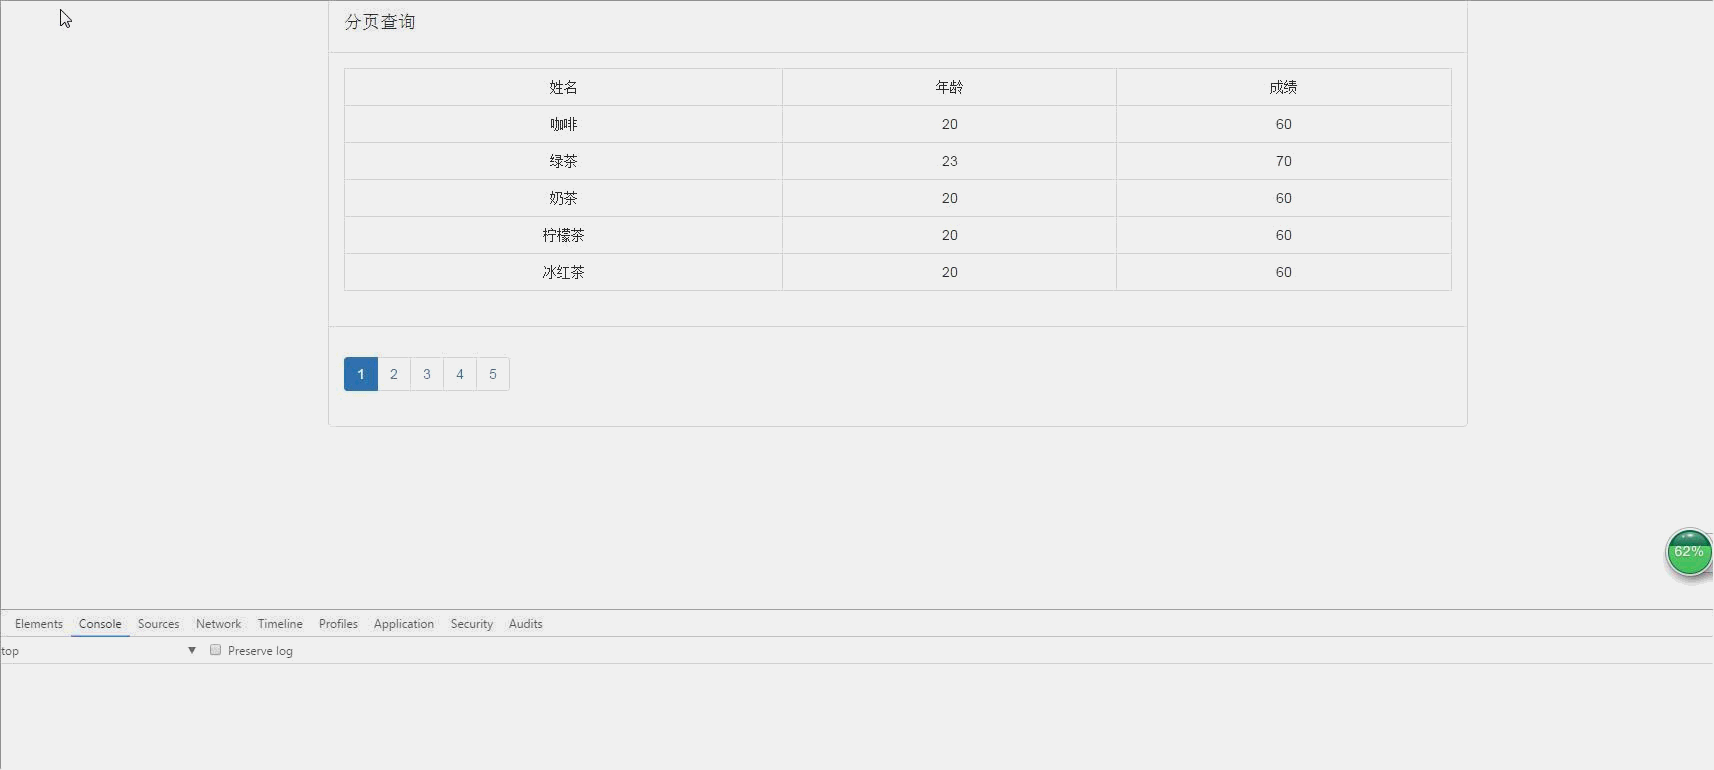 分页查询
姓名 年龄 成绩
咖啡 20 60
绿茶 23 70
奶茶 20 60
柠檬茶 20 60
冰红茶 20 60
1 2 3 4 5
62%
Elements Console Sources Network Timeline Profiles Application Security Audits
top ▼ Preserve log